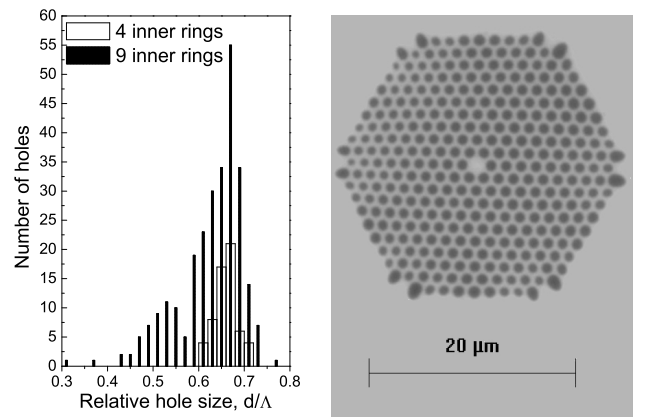 60
55
50
45
40
35
30
25
20
15
10
5
0
Number of holes
4 inner rings
9 inner rings
0.3 0.4 0.5 0.6 0.7 0.8
Relative hole size, d/Λ
20 µm